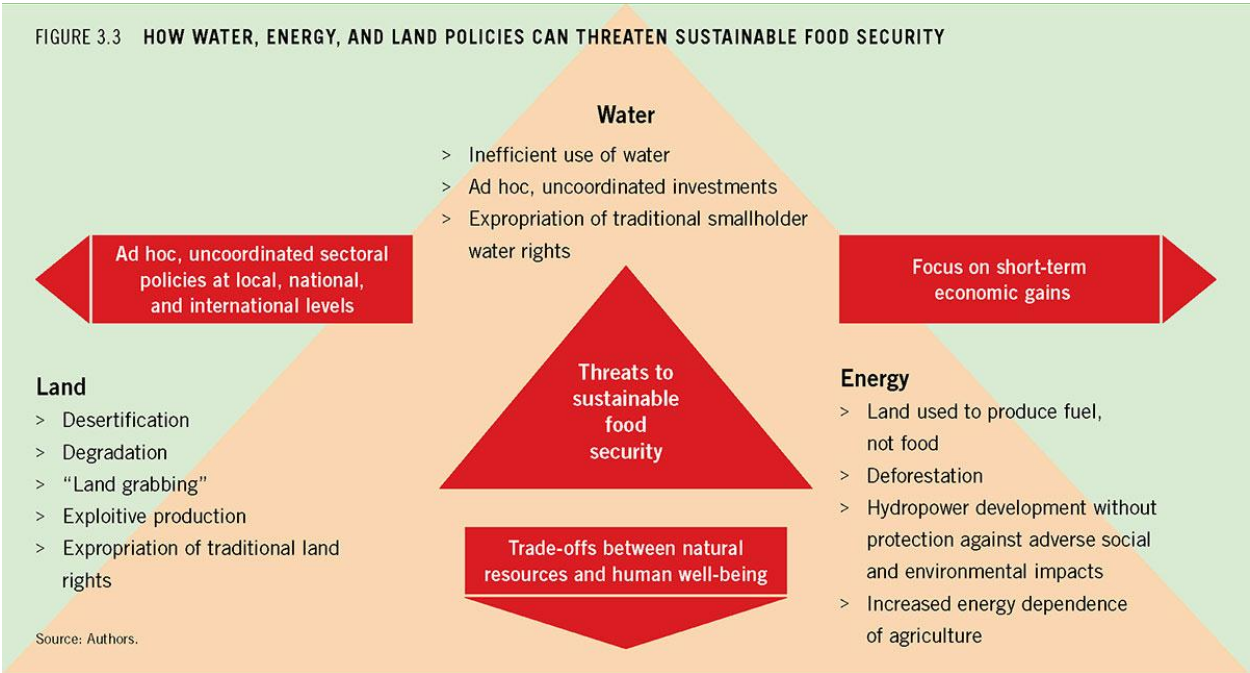 FIGURE 3.3 HOW WATER, ENERGY, AND LAND POLICIES CAN THREATEN SUSTAINABLE FOOD SECURITY
Water
> Inefficient use of water
> Ad hoc, uncoordinated investments
> Expropriation of traditional smallholder
water rights
Ad hoc, uncoordinated sectoral
policies at local, national,
and international levels
Focus on short-term
economic gains
Threats to
sustainable
food
security
Land
> Desertification
> Degradation
> “Land grabbing”
> Exploitive production
> Expropriation of traditional land
rights
Energy
> Land used to produce fuel,
not food
> Deforestation
> Hydropower development without
protection against adverse social
and environmental impacts
> Increased energy dependence
of agriculture
Trade-offs between natural
resources and human well-being
Source: Authors.